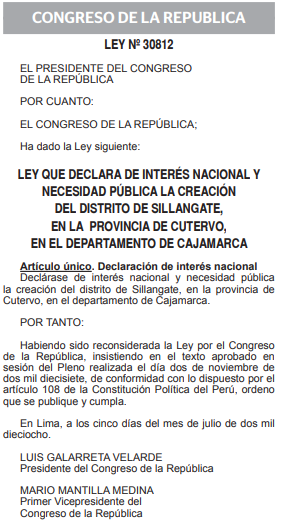 CONGRESO DE LA REPUBLICA
LEY Nº 30812
EL PRESIDENTE DEL CONGRESO
DE LA REPÚBLICA
POR CUANTO:
EL CONGRESO DE LA REPÚBLICA;
Ha dado la Ley siguiente:
LEY QUE DECLARA DE INTERÉS NACIONAL Y
NECESIDAD PÚBLICA LA CREACIÓN
DEL DISTRITO DE SILLANGATE,
EN LA PROVINCIA DE CUTERVO,
EN EL DEPARTAMENTO DE CAJAMARCA
Artículo único. Declaración de interés nacional
Declárase de interés nacional y necesidad pública
la creación del distrito de Sillangate, en la provincia de
Cutervo, en el departamento de Cajamarca.
POR TANTO:
Habiendo sido reconsiderada la Ley por el Congreso
de la República, insistiendo en el texto aprobado en
sesión del Pleno realizada el día dos de noviembre de
dos mil diecisiete, de conformidad con lo dispuesto por el
artículo 108 de la Constitución Política del Perú, ordeno
que se publique y cumpla.
En Lima, a los cinco días del mes de julio de dos mil
dieciocho.
LUIS GALARRETA VELARDE
Presidente del Congreso de la República
MARIO MANTILLA MEDINA
Primer Vicepresidente del
Congreso de la República